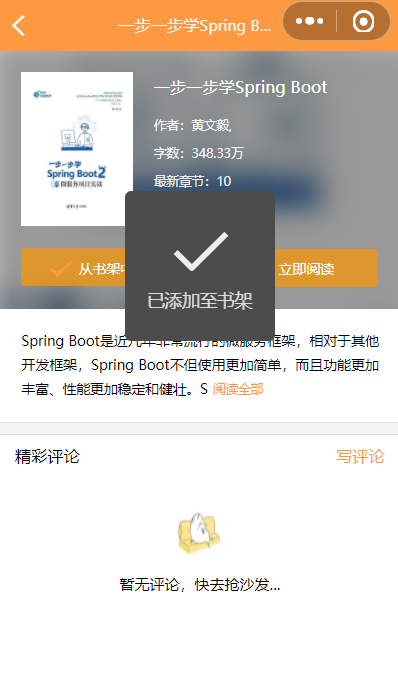 一步一步学Spring B...
一步一步学Spring Boot
作者：黄文毅,
字数：348.33万
最新章节：10
一步一步学
Spring Boot 2
微服务项目实战
清华大学
从书架中
立即阅读
已添加至书架
Spring Boot是近几年非常流行的微服务框架，相对于其他
开发框架，Spring Boot不但使用更加简单，而且功能更加
丰富、性能更加稳定和健壮。S 阅读全部
精彩评论
写评论
暂无评论，快去抢沙发...